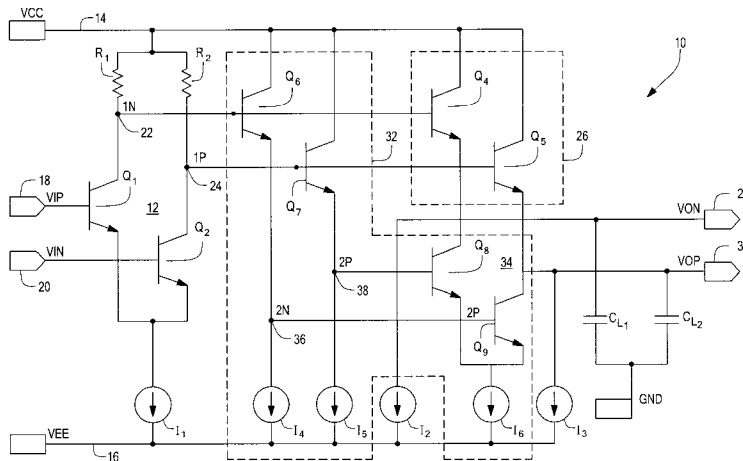 VCC
14
10
R1
R2
Q6
Q4
1N
22
32
Q5
26
1P
24
18
VIP
Q1
12
Q7
2
VON
VIN
20
Q2
2P
38
Q8
34
3
VOP
2N
36
2P
Q9
CL1
CL2
GND
I1
I4
I5
I2
I6
I3
VEE
16